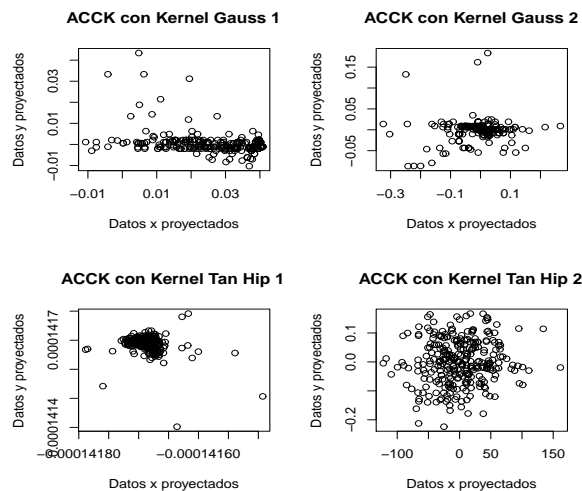 ACCK con Kernel Gauss 1
Datos y proyectados
−0.01 0.01 0.03
−0.01 0.01 0.03
Datos x proyectados
ACCK con Kernel Gauss 2
Datos y proyectados
−0.05 0.05 0.15
−0.3 −0.1 0.1
Datos x proyectados
ACCK con Kernel Tan Hip 1
Datos y proyectados
0.0001414 0.0001417
−0.00014180 −0.00014160
Datos x proyectados
ACCK con Kernel Tan Hip 2
Datos y proyectados
−0.2 0.0 0.1
−100 −50 0 50 150
Datos x proyectados